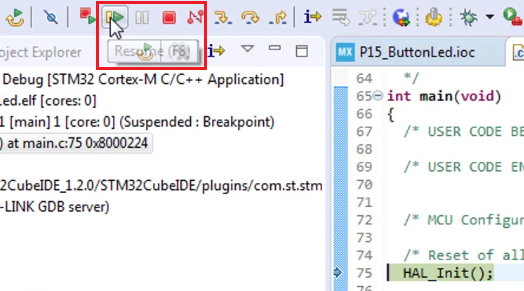 oject Explorer
Resume (F8)
Debug [STM32 Cortex-M C/C++ Application]
ed.elf [cores: 0]
1 [main] 1 [core: 0] (Suspended : Breakpoint)
) at main.c:75 0x8000224
2CubeIDE_1.2.0/STM32CubeIDE/plugins/com.st.stm
-LINK GDB server)
MX P15_ButtonLed.ioc
64 */
65 int main(void)
66 {
67 /* USER CODE BE
68
69 /* USER CODE EN
70
71
72 /* MCU Configur
73
74 /* Reset of all
75 HAL_Init();
76